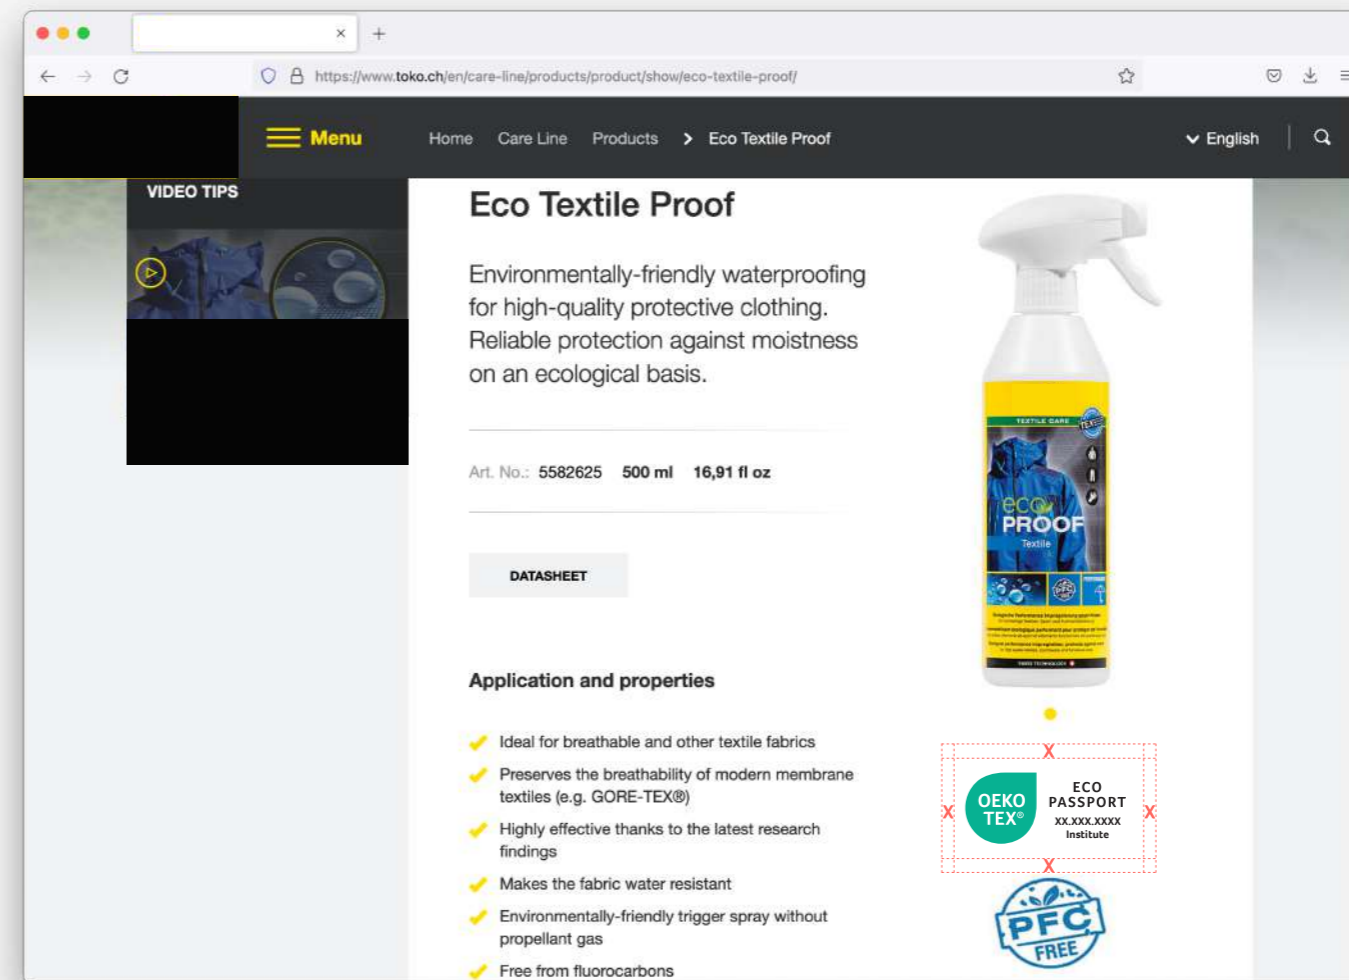 https://www.toko.ch/en/care-line/products/product/show/eco-textile-proof/
Menu
Home Care Line Products > Eco Textile Proof
English
VIDEO TIPS
Eco Textile Proof
Environmentally-friendly waterproofing
for high-quality protective clothing.
Reliable protection against moistness
on an ecological basis.
Art. No.: 5582625 500 ml 16,91 fl oz
DATASHEET
Application and properties
Ideal for breathable and other textile fabrics
Preserves the breathability of modern membrane
textiles (e.g. GORE-TEX®)
Highly effective thanks to the latest research
findings
Makes the fabric water resistant
Environmentally-friendly trigger spray without
propellant gas
Free from fluorocarbons
TEXTILE CARE
TEX
eco
PROOF
Textile
PFC
X
X
OEKO
TEX®
ECO
PASSPORT
XX.XXX.XXXX
Institute
X
X
PFC
FREE